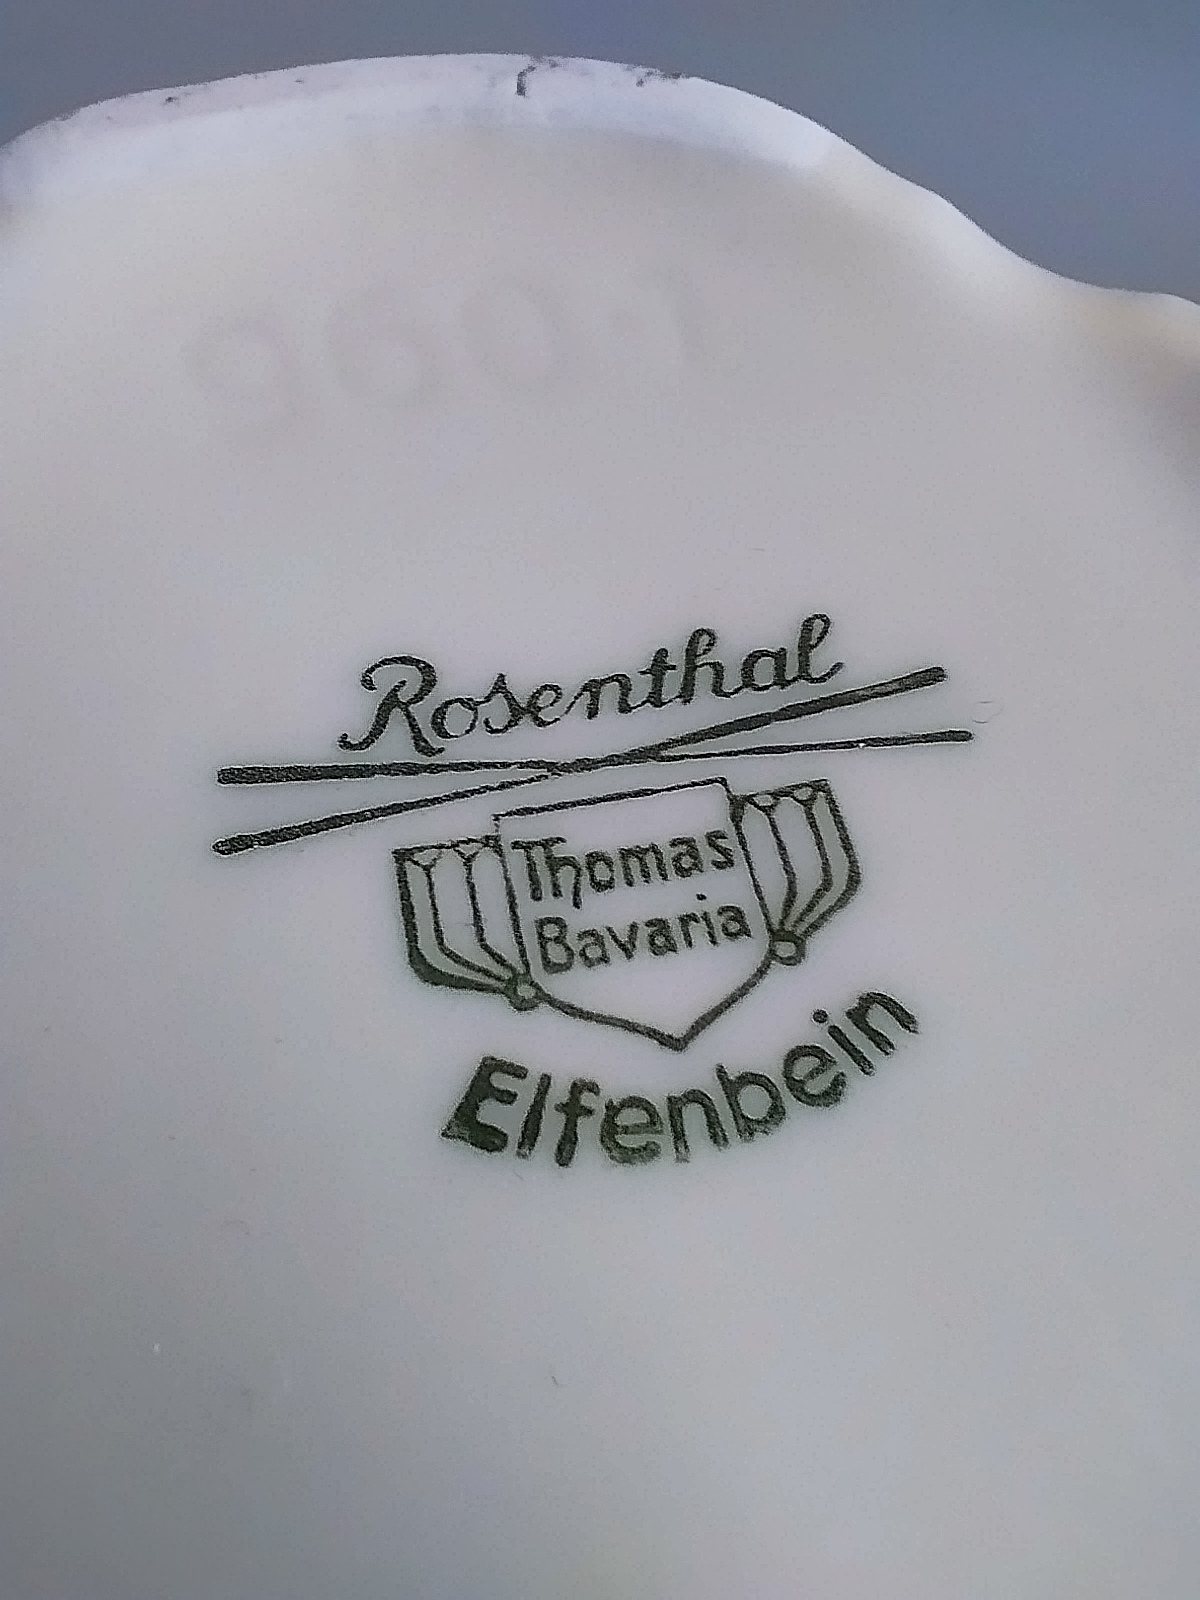 Rosenthal
Thomas
Bavaria
Elfenbein